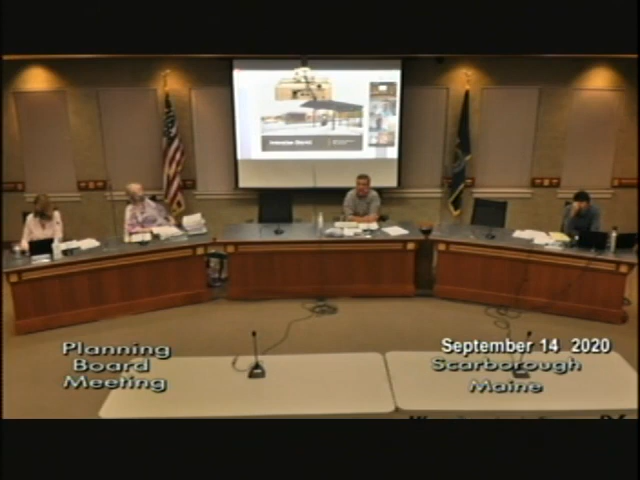 Planning
Board
Meeting
September 14 2020
Scarborough
Maine